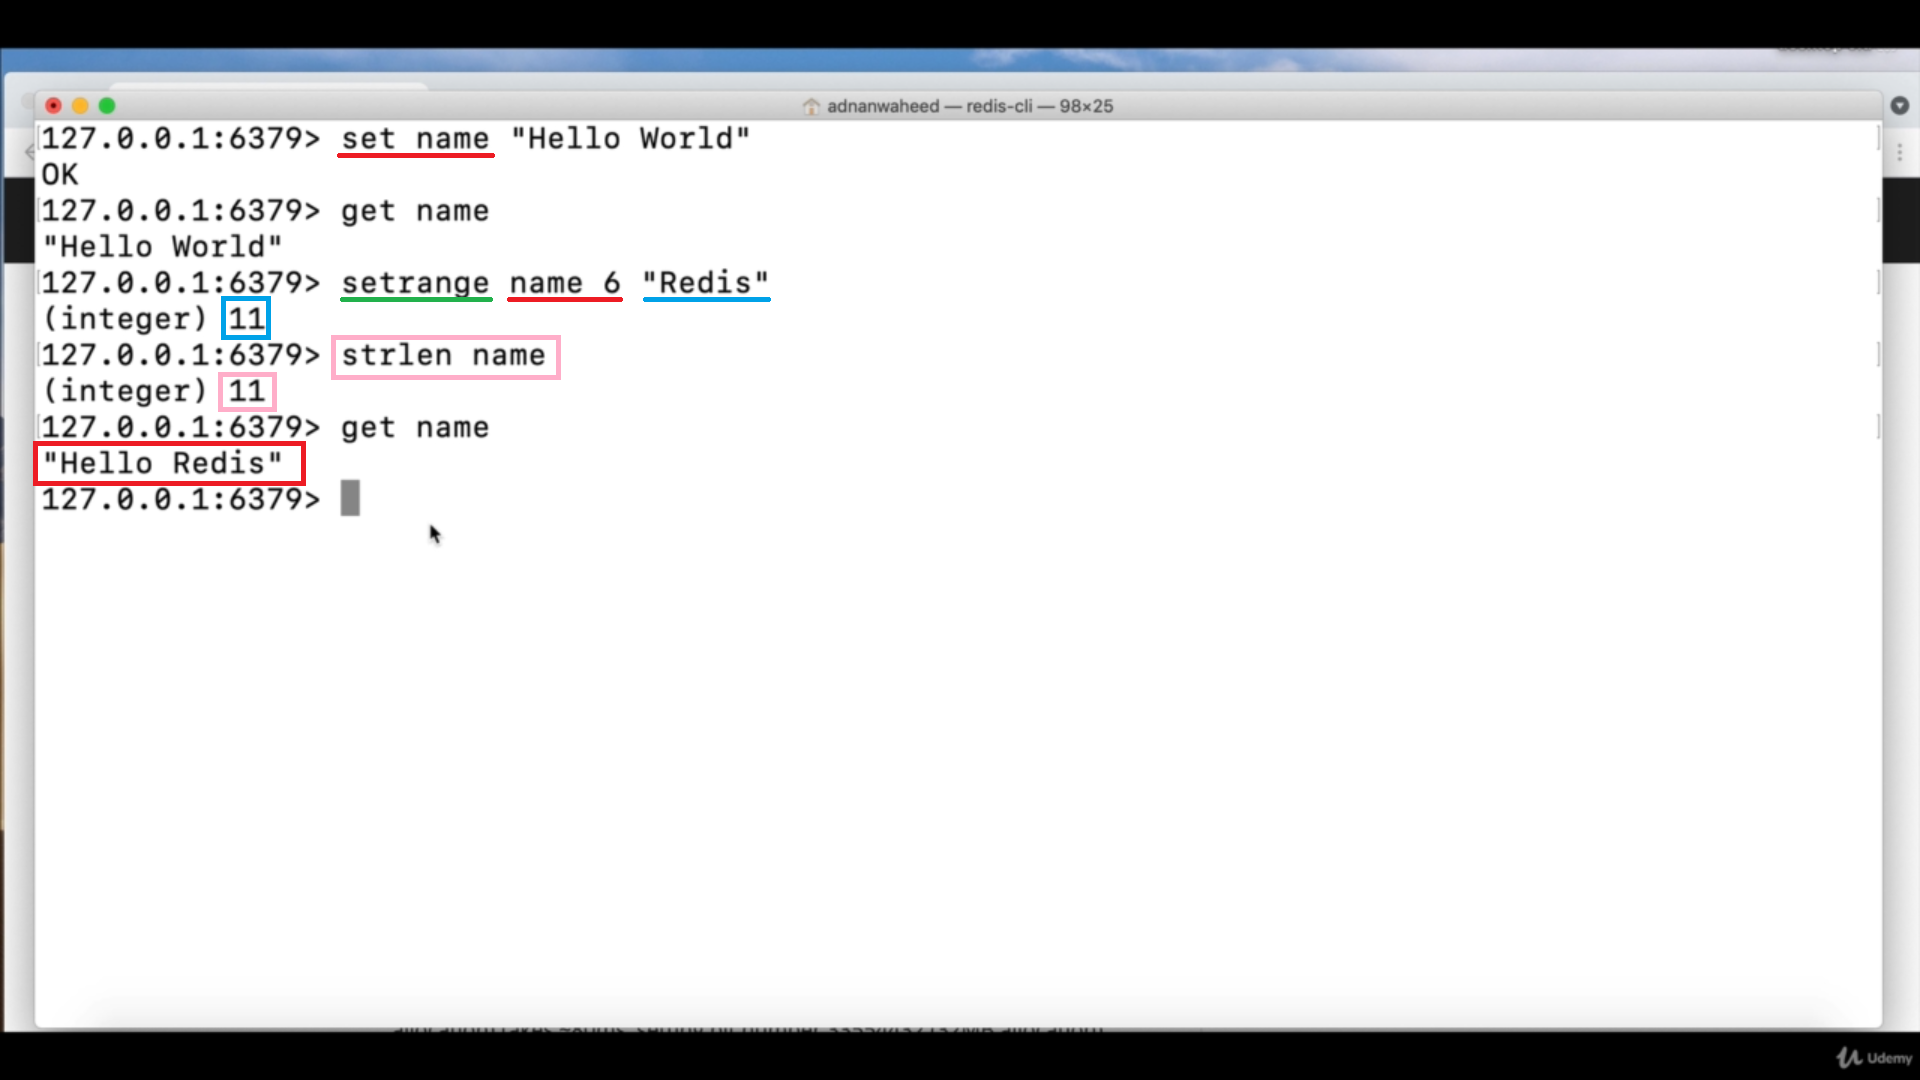 adnanwaheed — redis-cli — 98×25
127.0.0.1:6379> set name "Hello World"
OK
127.0.0.1:6379> get name
"Hello World"
127.0.0.1:6379> setrange name 6 "Redis"
(integer) 11
127.0.0.1:6379> strlen name
(integer) 11
127.0.0.1:6379> get name
"Hello Redis"
127.0.0.1:6379>
Udemy